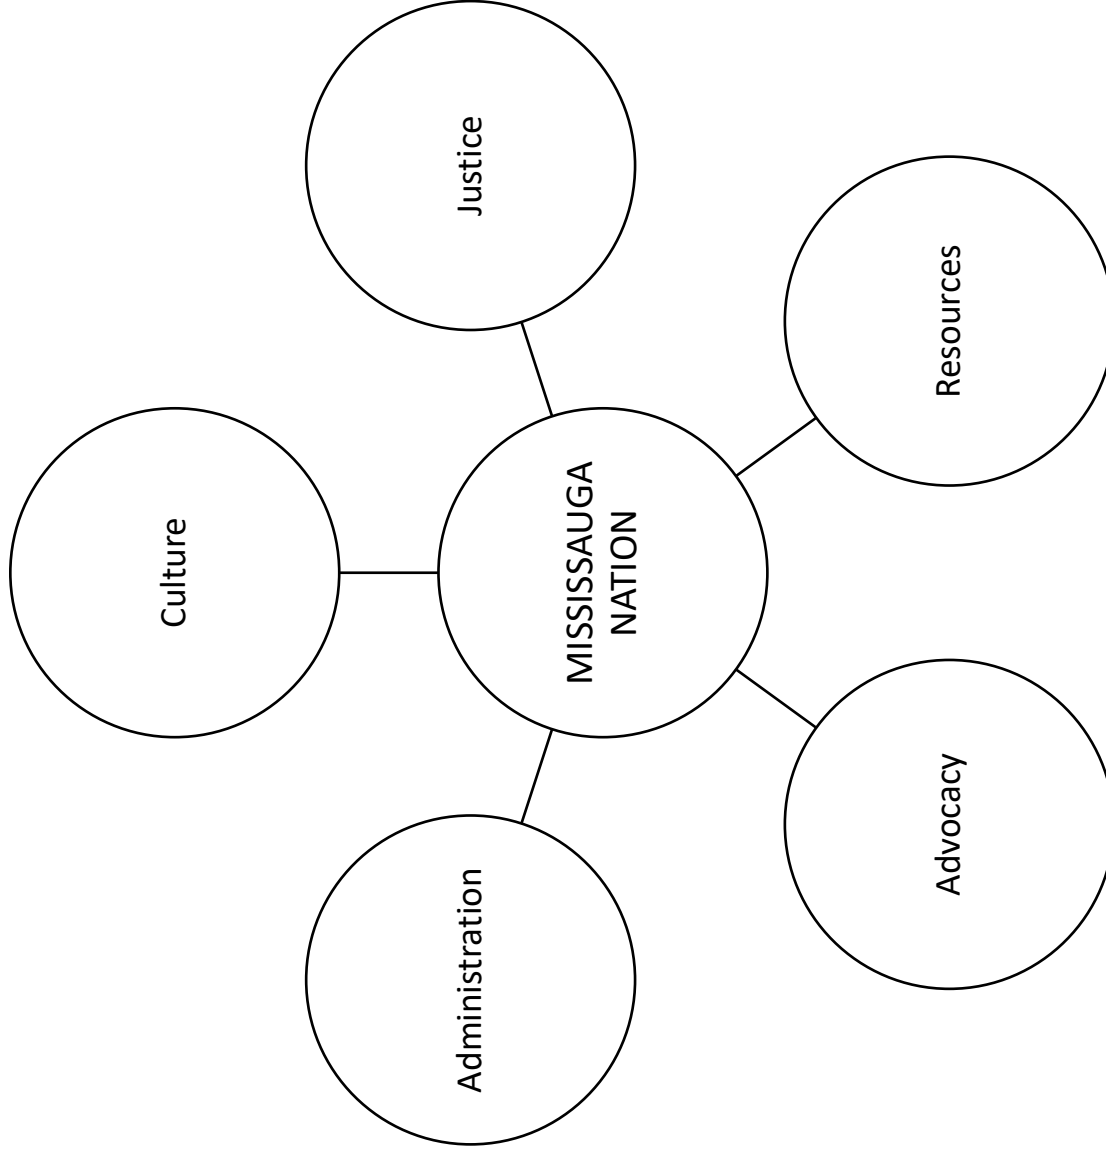 Culture
Justice
Resources
Advocacy
Administration
MISSISSAUGA
NATION